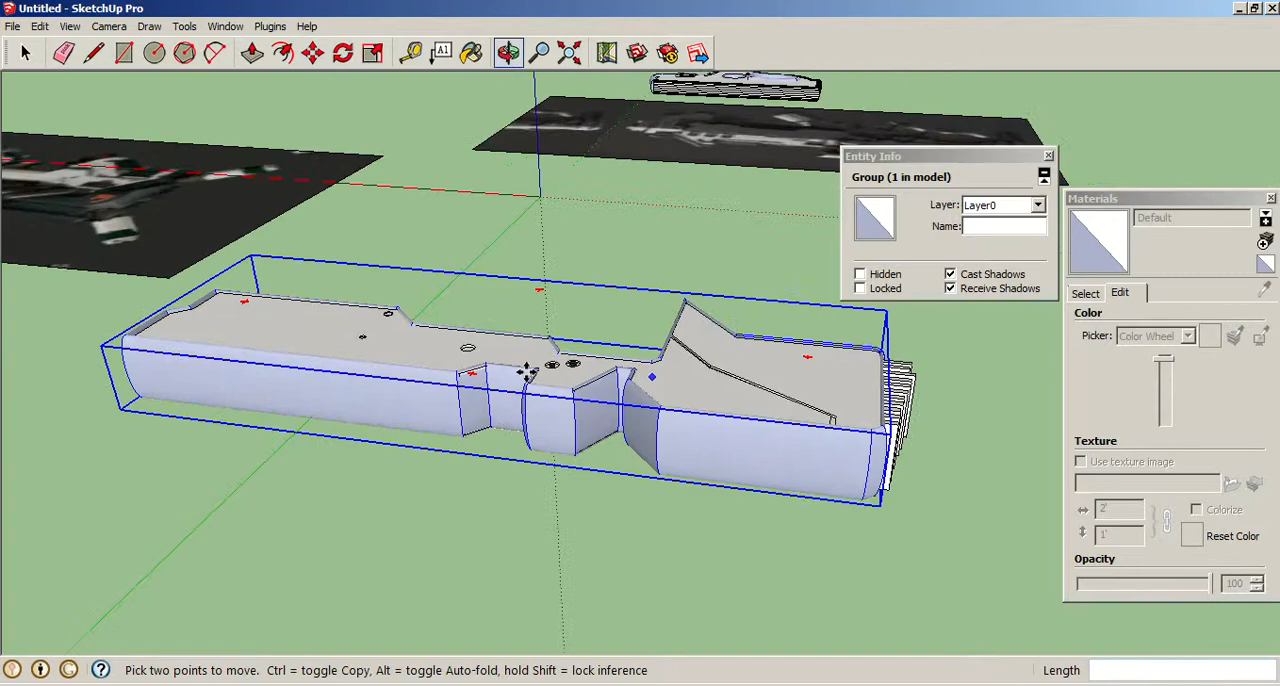 Untitled - SketchUp Pro
File Edit View Camera Draw Tools Window Plugins Help
A1
Entity Info
Group (1 in model)
Layer: Layer0
Name:
Hidden Cast Shadows
Locked Receive Shadows
Materials
Default
Select Edit
Color
Picker: Color Wheel
Texture
Use texture image
2' Colorize
1' Reset Color
Opacity
100
Pick two points to move. Ctrl = toggle Copy, Alt = toggle Auto-fold, hold Shift = lock inference Length